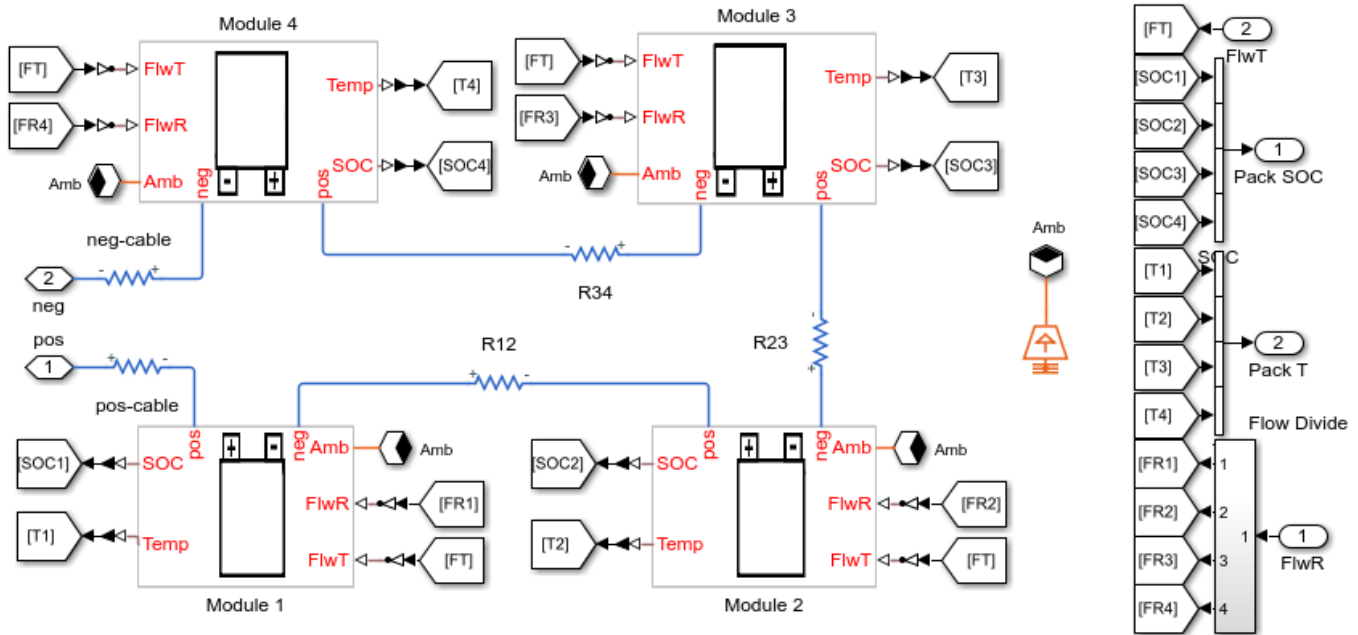 Module 4
[FT]
FlwT
Temp
[T4]
[FR4]
FlwR
SOC
[SOC4]
Amb
Amb
neg
pos
- +
Module 3
[FT]
FlwT
Temp
[T3]
[FR3]
FlwR
SOC
[SOC3]
Amb
Amb
neg
pos
- +
neg-cable
- +
2
neg
- +
R34
pos
1
+ -
pos-cable
R12
+ -
R23
-
+
Amb
pos
neg
+ -
Amb
Amb
[SOC1]
SOC
FlwR
[FR1]
[T1]
Temp
FlwT
[FT]
Module 1
pos
neg
+ -
Amb
Amb
[SOC2]
SOC
FlwR
[FR2]
[T2]
Temp
FlwT
[FT]
Module 2
[FT]
2
FlwT
[SOC1]
[SOC2]
[SOC3]
[SOC4]
1
Pack SOC
SOC
[T1]
[T2]
[T3]
[T4]
2
Pack T
Flow Divide
[FR1]
1
[FR2]
2
[FR3]
3
[FR4]
4
1
1
FlwR